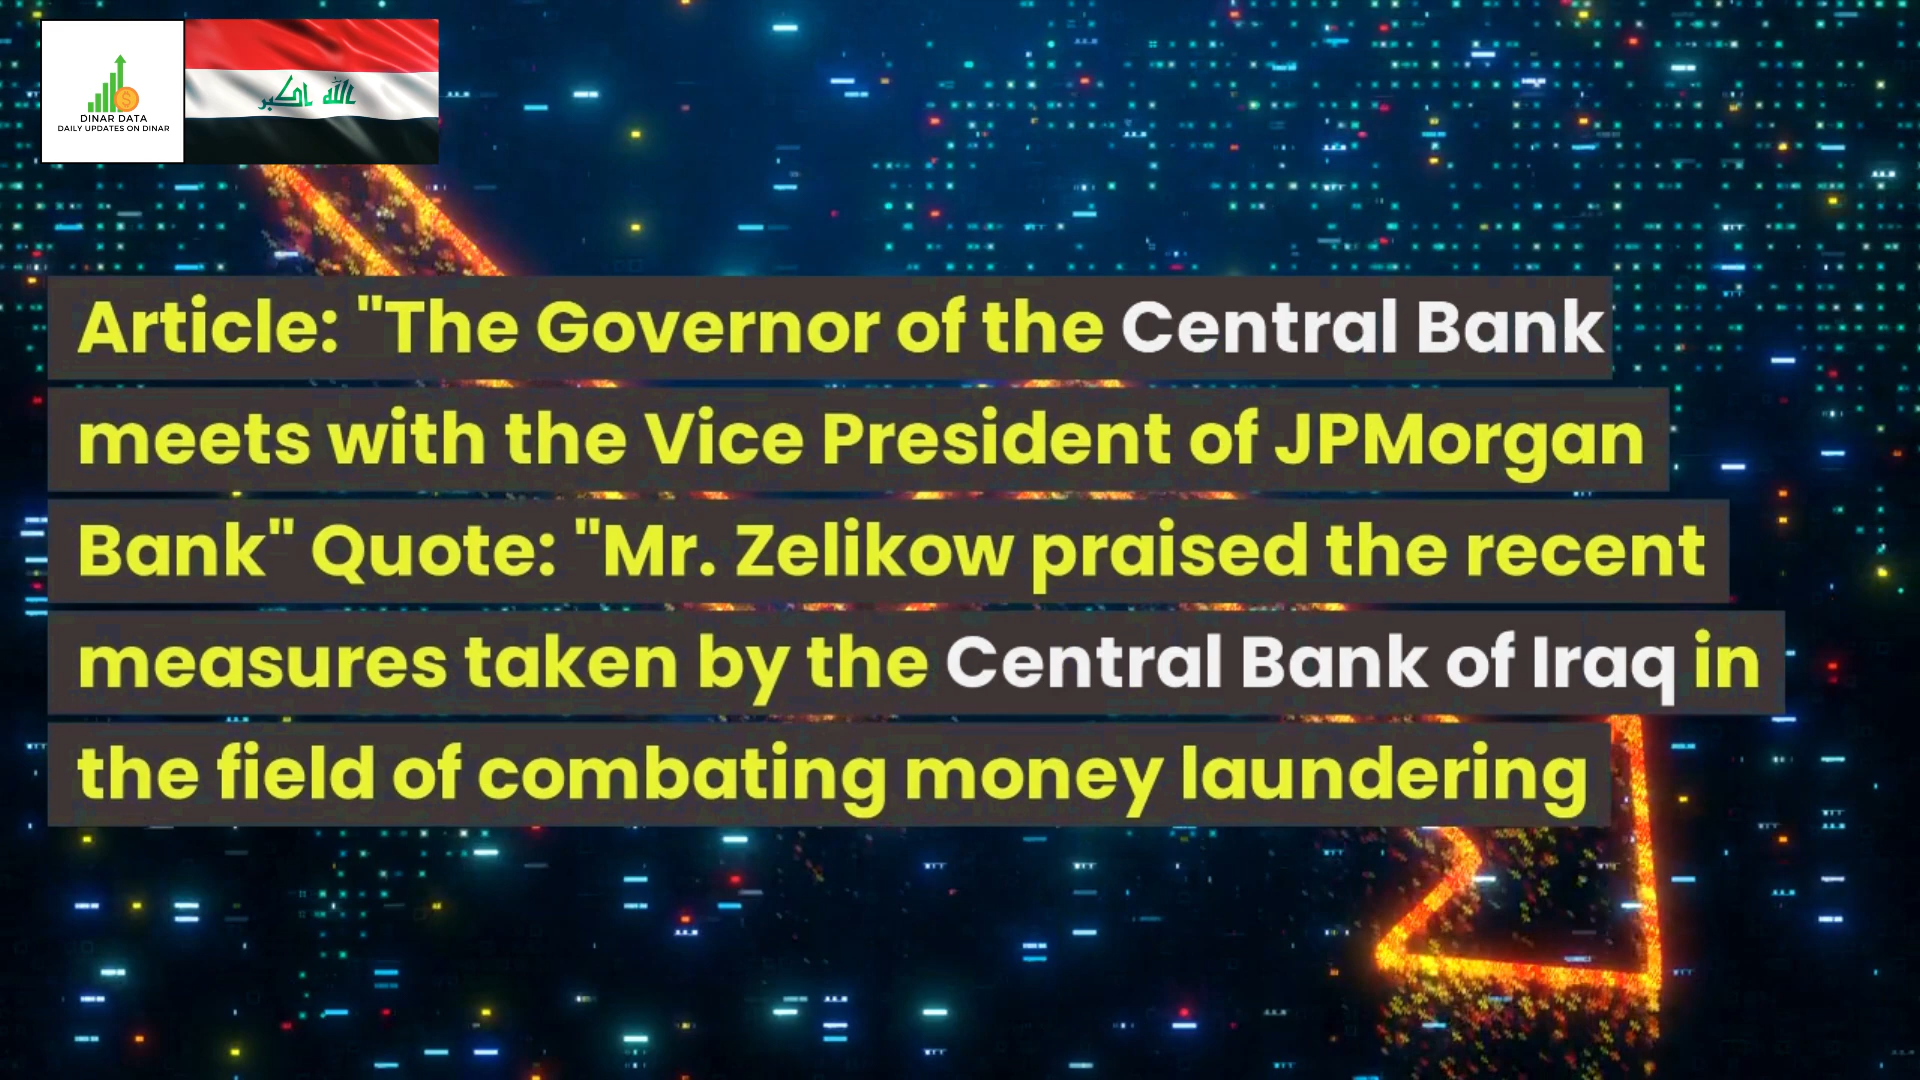 DINAR DATA
DAILY UPDATES ON DINAR
الله اكبر
Article: "The Governor of the Central Bank
meets with the Vice President of JPMorgan
Bank" Quote: "Mr. Zelikow praised the recent
measures taken by the Central Bank of Iraq in
the field of combating money laundering